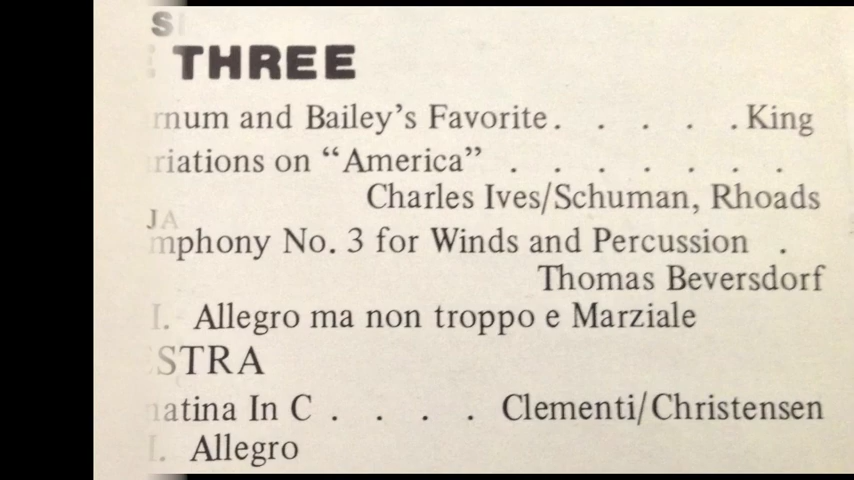 S
THREE
rnum and Bailey's Favorite. . . . . .King
riations on “America” . . . . . . .
Charles Ives/Schuman, Rhoads
JA
mphony No. 3 for Winds and Percussion .
Thomas Beversdorf
I. Allegro ma non troppo e Marziale
STRA
natina In C . . . . Clementi/Christensen
I. Allegro